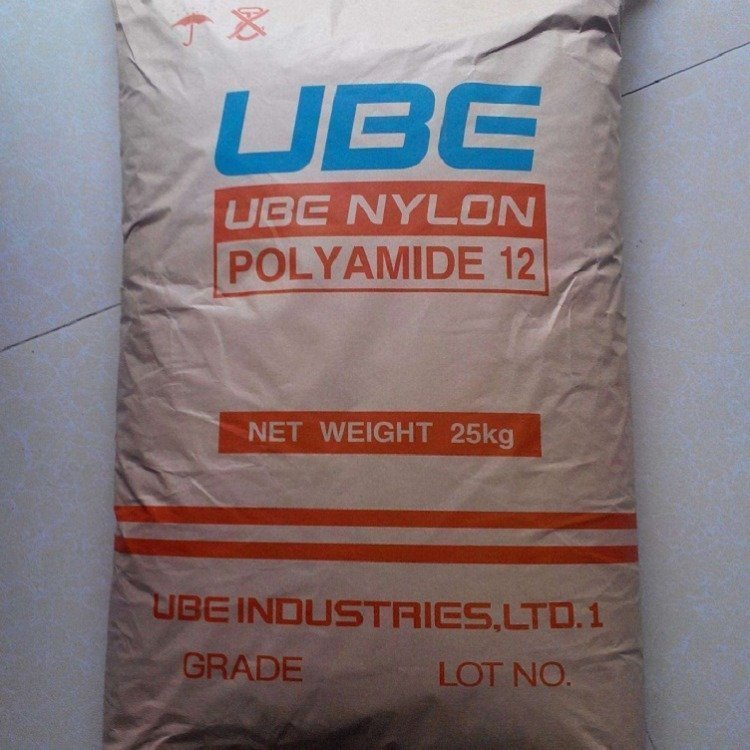 UBE
UBE NYLON
POLYAMIDE 12
NET WEIGHT 25kg
UBE INDUSTRIES,LTD. 1
GRADE LOT NO.